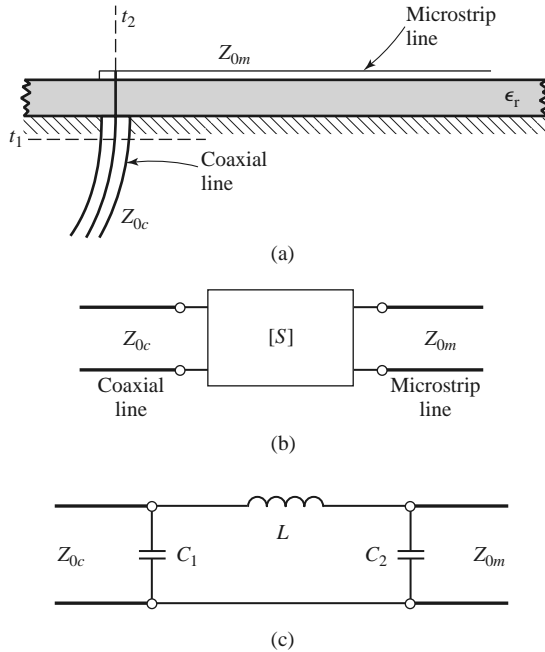 t₂
Microstrip
line
Z₀ₘ
ϵᵣ
t₁
Coaxial
line
Z₀c
(a)
Z₀c
[S]
Z₀ₘ
Coaxial
line
Microstrip
line
(b)
L
Z₀c
C₁
C₂
Z₀ₘ
(c)